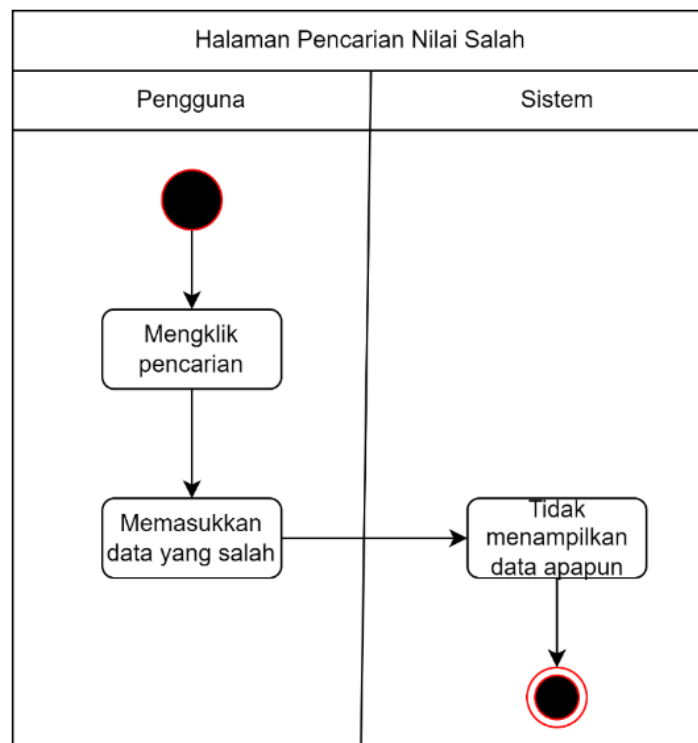 Halaman Pencarian Nilai Salah
Pengguna
Sistem
Mengklik
pencarian
Memasukkan
data yang salah
Tidak
menampilkan
data apapun